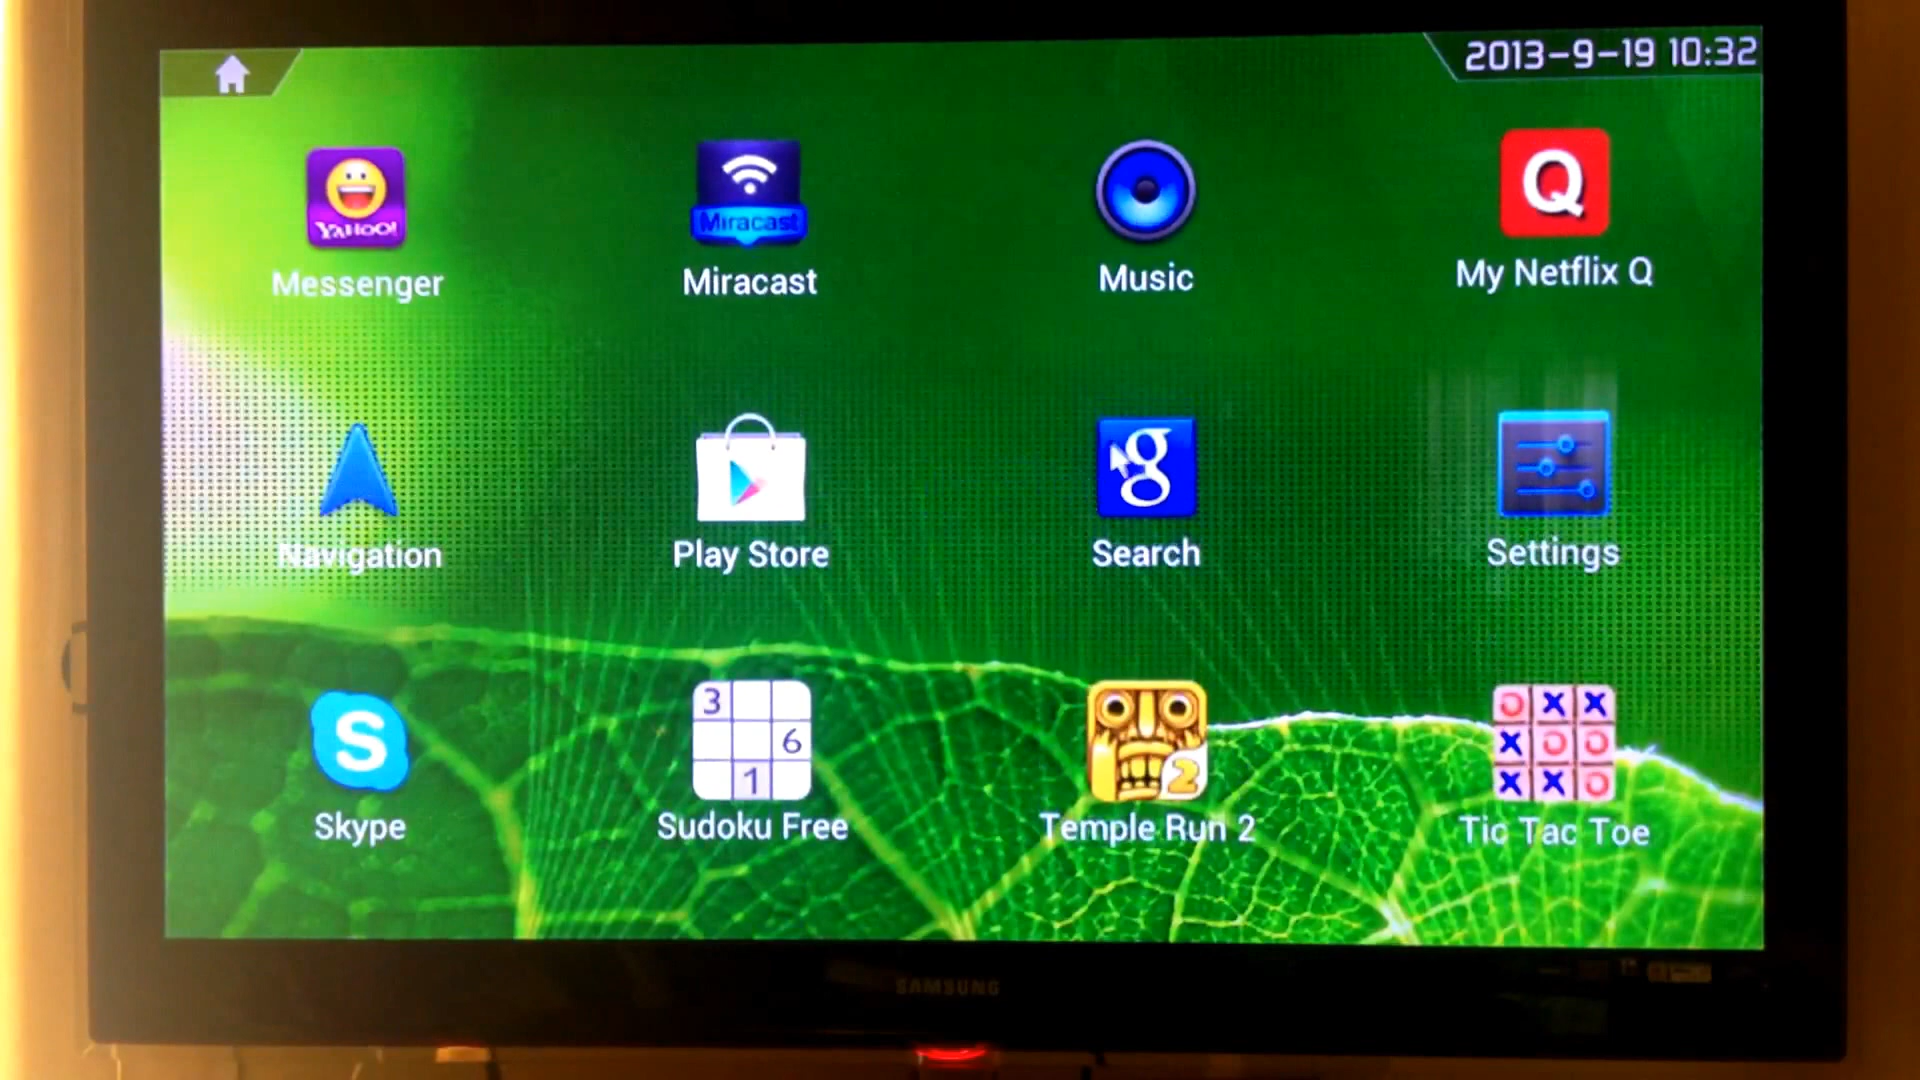 2013-9-19 10:32
YAHOO!
Miracast
Q
Messenger
Miracast
Music
My Netflix Q
g
Navigation
Play Store
Search
Settings
S
3
6
1
2
O X X
X O O
X X O
Skype
Sudoku Free
Temple Run 2
Tic Tac Toe
SAMSUNG